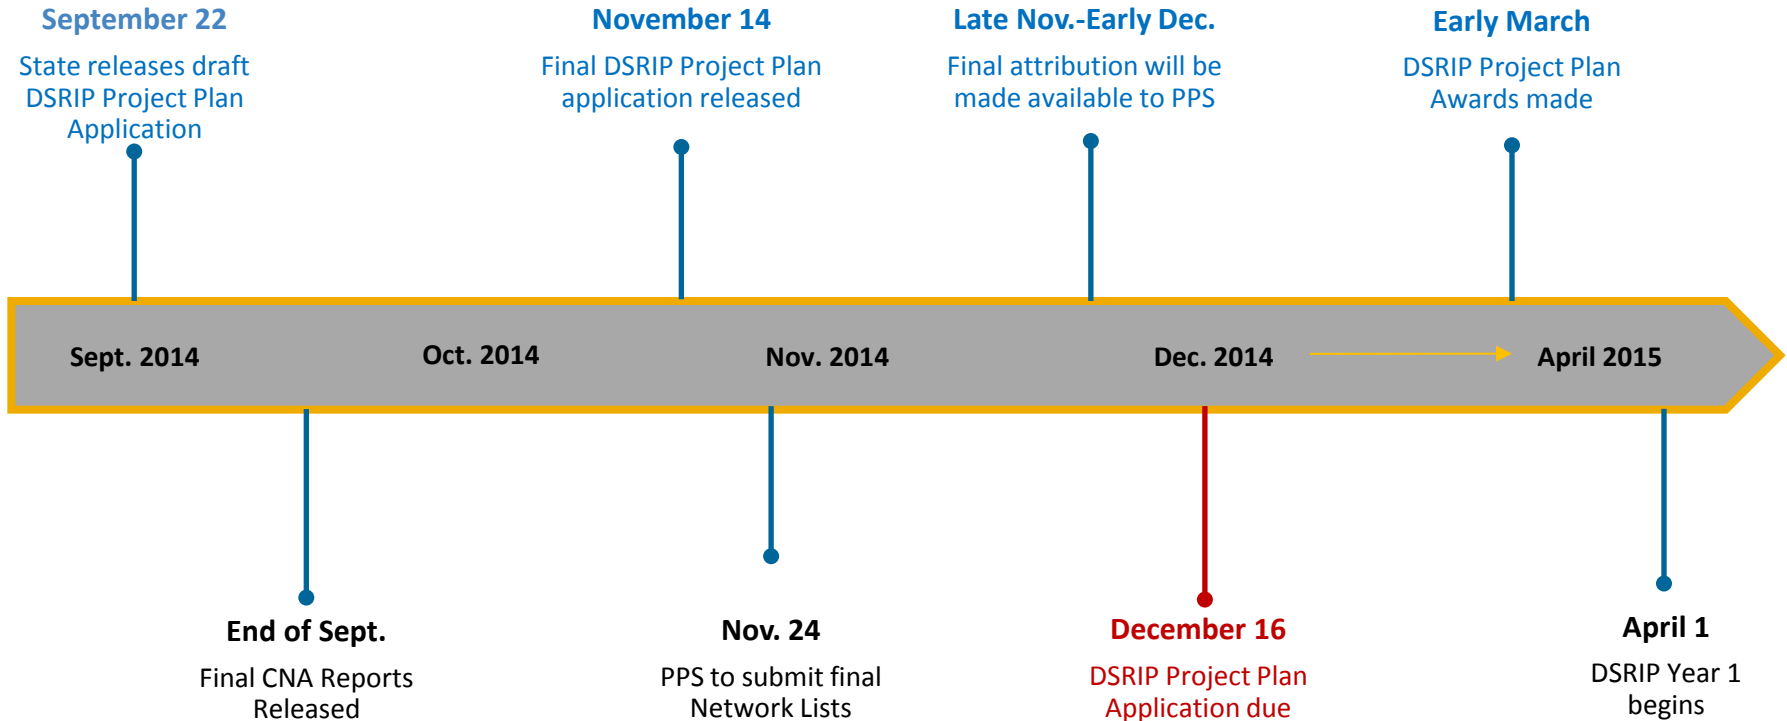 September 22
State releases draft
DSRIP Project Plan
Application
November 14
Final DSRIP Project Plan
application released
Late Nov.-Early Dec.
Final attribution will be
made available to PPS
Early March
DSRIP Project Plan
Awards made
Sept. 2014
Oct. 2014
Nov. 2014
Dec. 2014
April 2015
End of Sept.
Final CNA Reports
Released
Nov. 24
PPS to submit final
Network Lists
December 16
DSRIP Project Plan
Application due
April 1
DSRIP Year 1
begins